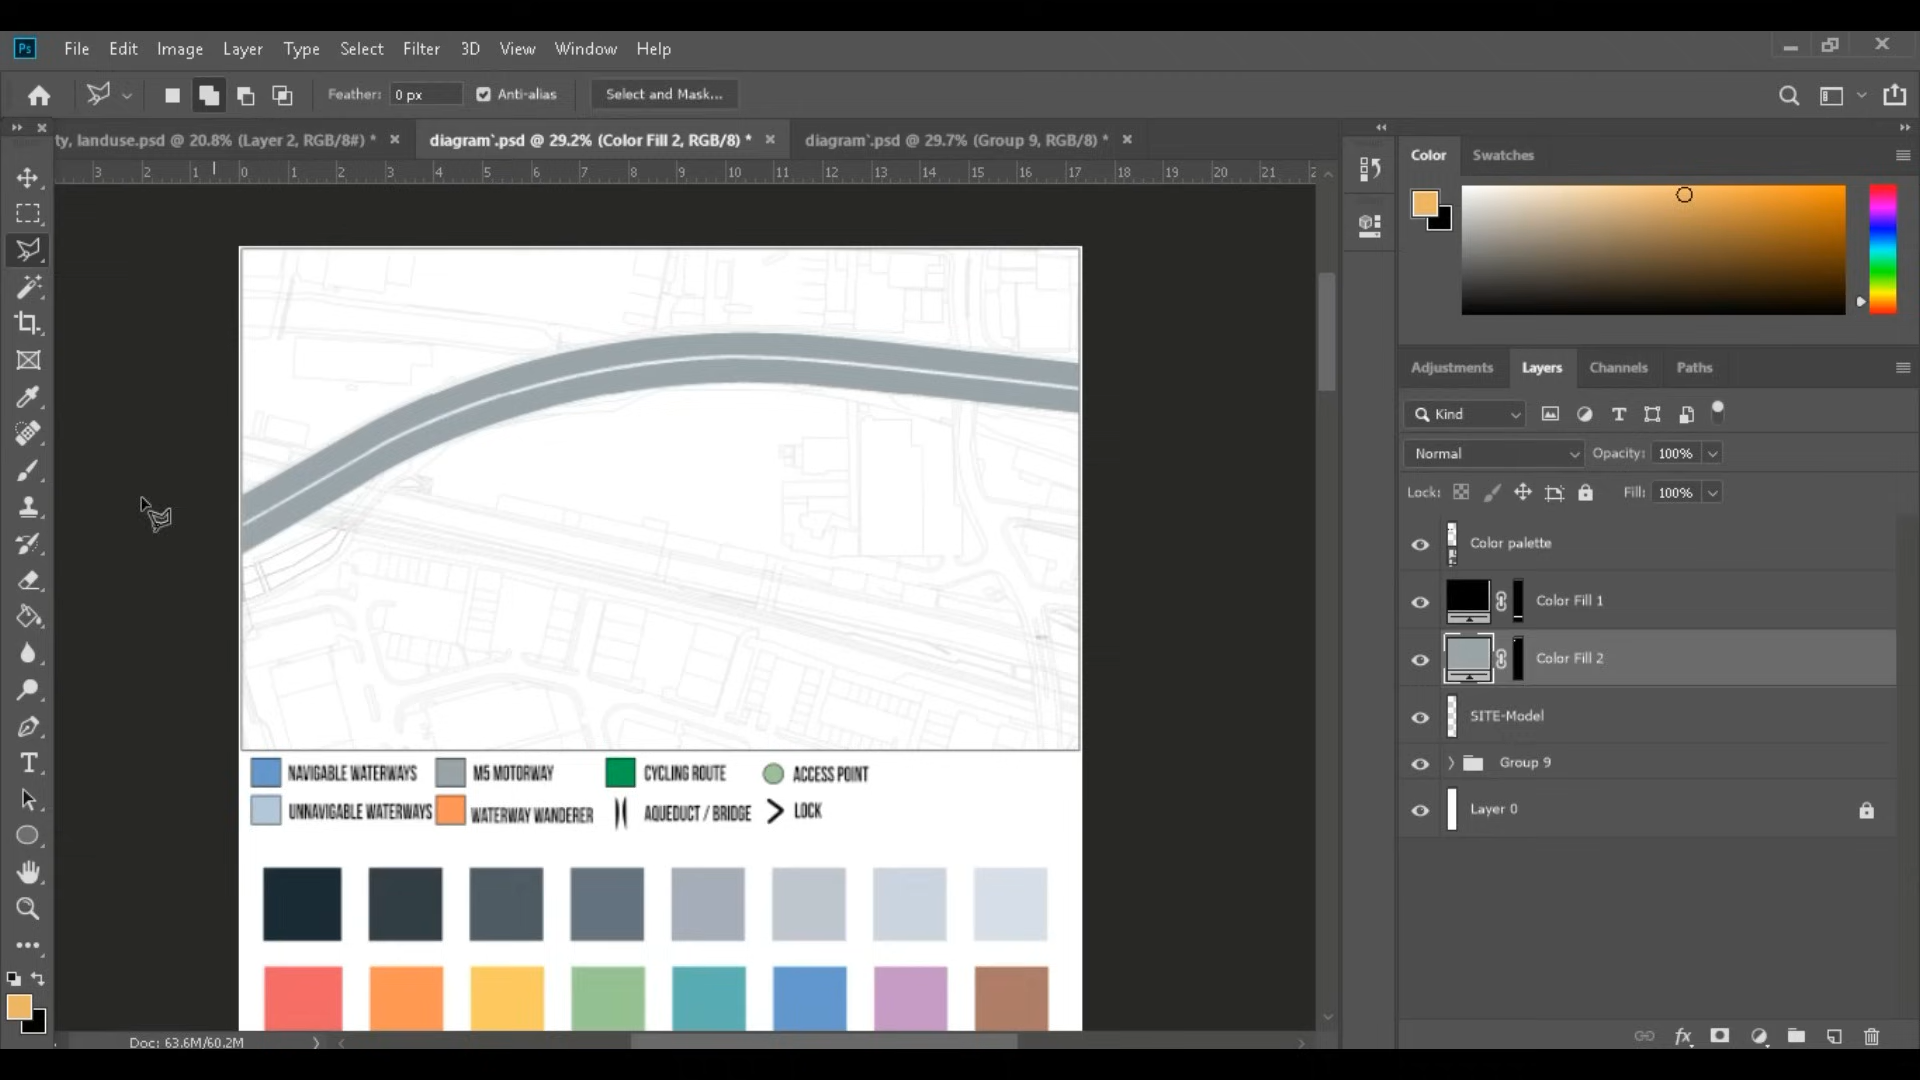 Ps File Edit Image Layer Type Select Filter 3D View Window Help
Feather: 0 px Anti-alias Select and Mask...
ty, landuse.psd @ 20.8% (Layer 2, RGB/8#) * diagram`.psd @ 29.2% (Color Fill 2, RGB/8) * diagram`.psd @ 29.7% (Group 9, RGB/8) *
3 2 1 0 1 2 3 4 5 6 7 8 9 10 11 12 13 14 15 16 17 18 19 20 21 2
Color Swatches
Adjustments Layers Channels Paths
Kind
Normal Opacity: 100%
Lock: Fill: 100%
Color palette
Color Fill 1
Color Fill 2
SITE-Model
Group 9
Layer 0
NAVIGABLE WATERWAYS M5 MOTORWAY CYCLING ROUTE ACCESS POINT
UNNAVIGABLE WATERWAYS WATERWAY WANDERER AQUEDUCT / BRIDGE LOCK
T
Doc: 63.6M/60.2M
fx